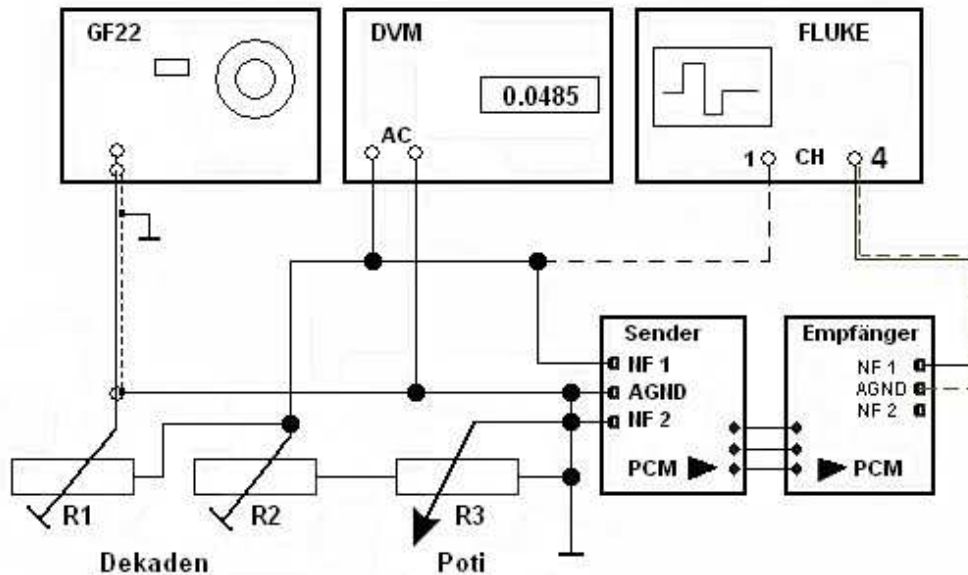 GF22
DVM
FLUKE
0.0485
AC
1 CH 4
Sender
NF 1
AGND
NF 2
PCM
Empfänger
NF 1
AGND
NF 2
PCM
R1
R2
R3
Dekaden
Poti